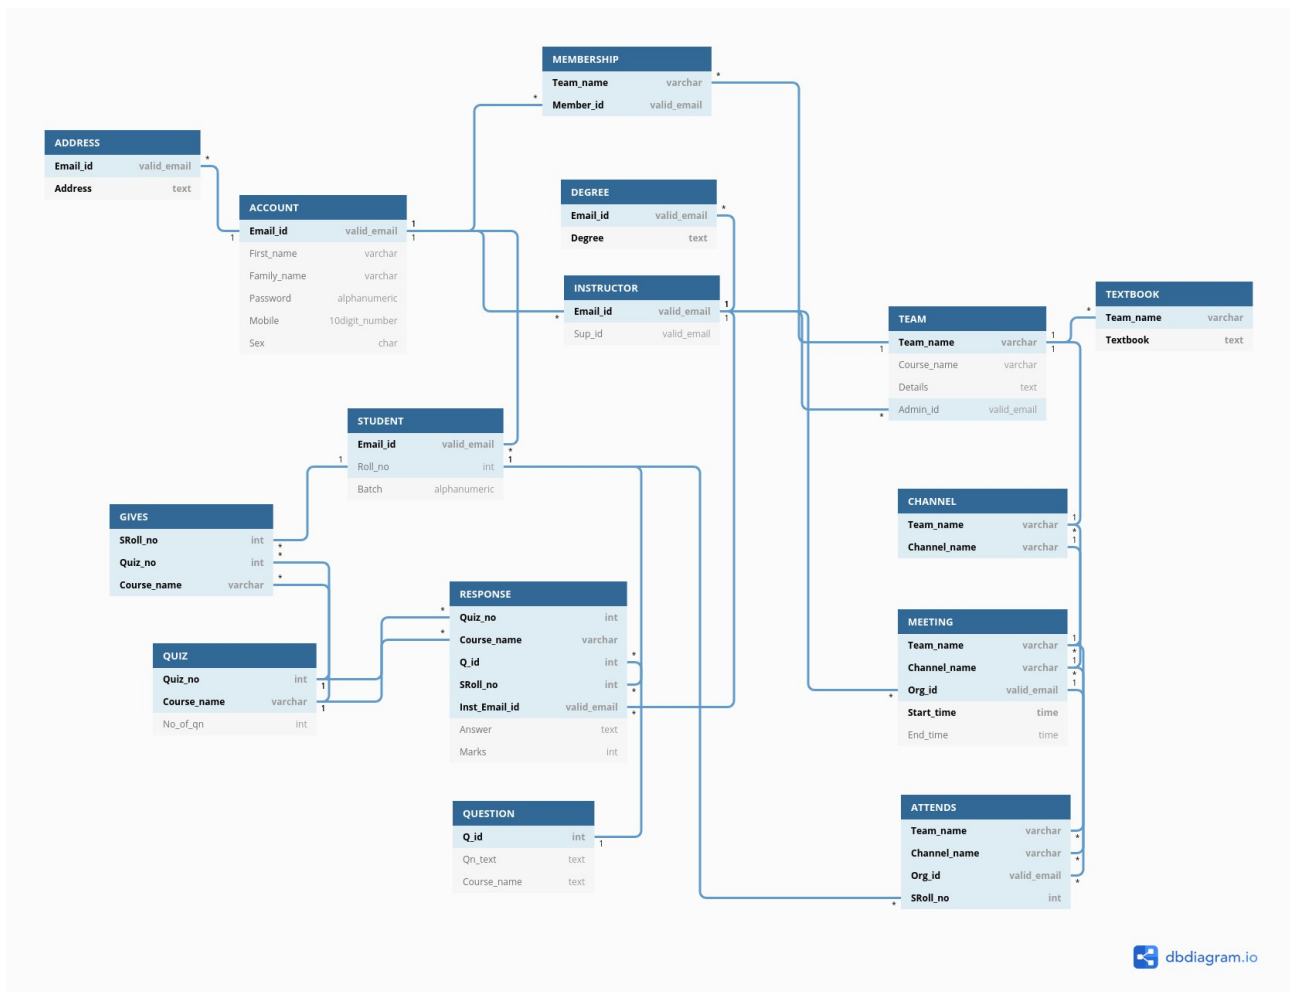 MEMBERSHIP
Team_name varchar
Member_id valid_email
ADDRESS
Email_id valid_email
Address text
ACCOUNT
Email_id valid_email
First_name varchar
Family_name varchar
Password alphanumeric
Mobile 10digit_number
Sex char
DEGREE
Email_id valid_email
Degree text
INSTRUCTOR
Email_id valid_email
Sup_id valid_email
TEAM
Team_name varchar
Course_name varchar
Details text
Admin_id valid_email
TEXTBOOK
Team_name varchar
Textbook text
STUDENT
Email_id valid_email
Roll_no int
Batch alphanumeric
GIVES
SRoll_no int
Quiz_no int
Course_name varchar
CHANNEL
Team_name varchar
Channel_name varchar
RESPONSE
Quiz_no int
Course_name varchar
Q_id int
SRoll_no int
Inst_Email_id valid_email
Answer text
Marks int
QUIZ
Quiz_no int
Course_name varchar
No_of_qn int
MEETING
Team_name varchar
Channel_name varchar
Org_id valid_email
Start_time time
End_time time
QUESTION
Q_id int
Qn_text text
Course_name text
ATTENDS
Team_name varchar
Channel_name varchar
Org_id valid_email
SRoll_no int
dbdiagram.io